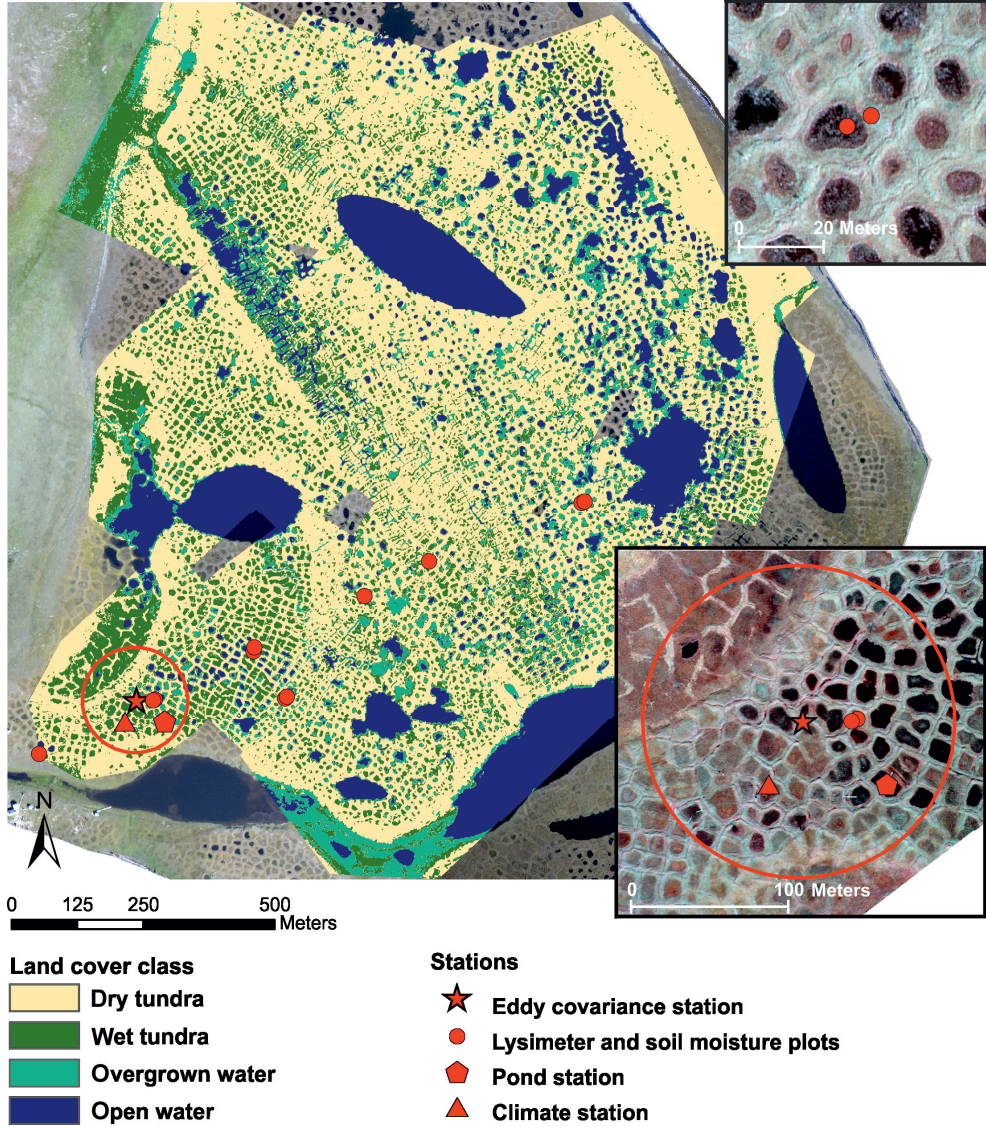 0
20 Meters
N
0
100 Meters
0 125 250 500
Meters
Land cover class
Dry tundra
Wet tundra
Overgrown water
Open water
Stations
Eddy covariance station
Lysimeter and soil moisture plots
Pond station
Climate station